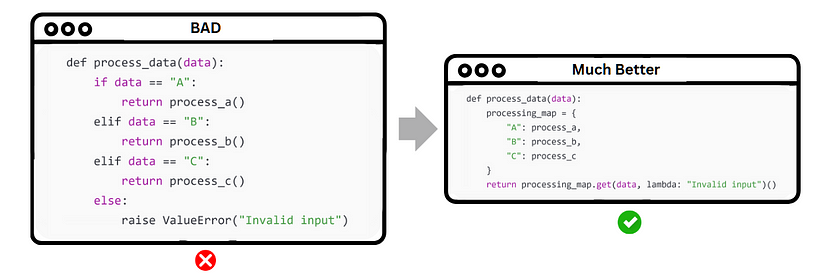 BAD
def process_data(data):
    if data == "A":
        return process_a()
    elif data == "B":
        return process_b()
    elif data == "C":
        return process_c()
    else:
        raise ValueError("Invalid input")
Much Better
def process_data(data):
    processing_map = {
        "A": process_a,
        "B": process_b,
        "C": process_c
    }
    return processing_map.get(data, lambda: "Invalid input")()